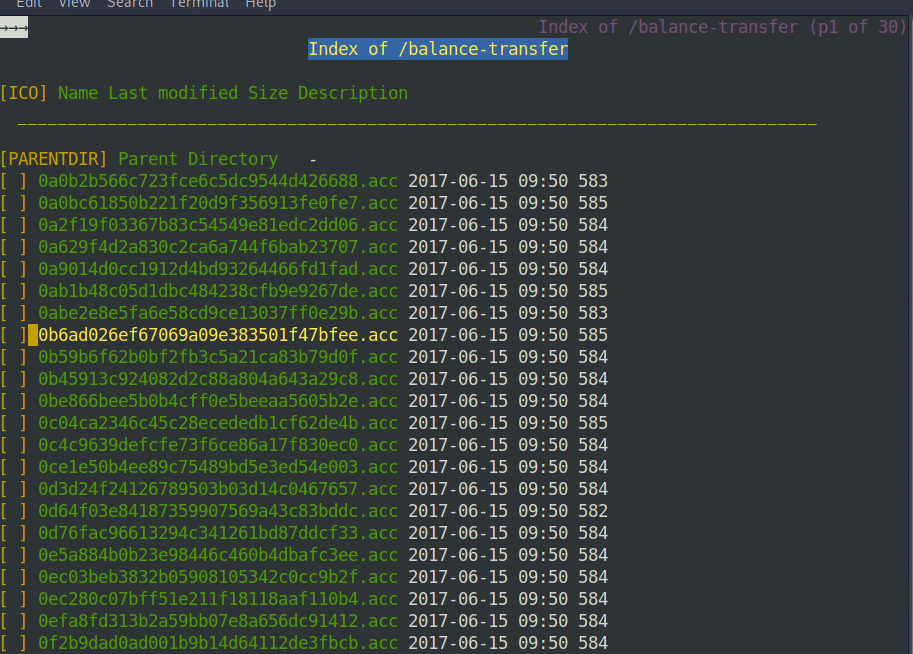 Edit View Search Terminal Help
→→→ Index of /balance-transfer (p1 of 30)
Index of /balance-transfer
[ICO] Name Last modified Size Description
[PARENTDIR] Parent Directory -
[ ] 0a0b2b566c723fce6c5dc9544d426688.acc 2017-06-15 09:50 583
[ ] 0a0bc61850b221f20d9f356913fe0fe7.acc 2017-06-15 09:50 585
[ ] 0a2f19f03367b83c54549e81edc2dd06.acc 2017-06-15 09:50 584
[ ] 0a629f4d2a830c2ca6a744f6bab23707.acc 2017-06-15 09:50 584
[ ] 0a9014d0cc1912d4bd93264466fd1fad.acc 2017-06-15 09:50 584
[ ] 0ab1b48c05d1dbc484238cfb9e9267de.acc 2017-06-15 09:50 585
[ ] 0abe2e8e5fa6e58cd9ce13037ff0e29b.acc 2017-06-15 09:50 583
[ ] 0b6ad026ef67069a09e383501f47bfee.acc 2017-06-15 09:50 585
[ ] 0b59b6f62b0bf2fb3c5a21ca83b79d0f.acc 2017-06-15 09:50 584
[ ] 0b45913c924082d2c88a804a643a29c8.acc 2017-06-15 09:50 584
[ ] 0be866bee5b0b4cff0e5beeaa5605b2e.acc 2017-06-15 09:50 584
[ ] 0c04ca2346c45c28ecededb1cf62de4b.acc 2017-06-15 09:50 585
[ ] 0c4c9639defcfe73f6ce86a17f830ec0.acc 2017-06-15 09:50 584
[ ] 0ce1e50b4ee89c75489bd5e3ed54e003.acc 2017-06-15 09:50 584
[ ] 0d3d24f24126789503b03d14c0467657.acc 2017-06-15 09:50 584
[ ] 0d64f03e84187359907569a43c83bddc.acc 2017-06-15 09:50 582
[ ] 0d76fac96613294c341261bd87ddcf33.acc 2017-06-15 09:50 584
[ ] 0e5a884b0b23e98446c460b4dbafc3ee.acc 2017-06-15 09:50 584
[ ] 0ec03beb3832b05908105342c0cc9b2f.acc 2017-06-15 09:50 584
[ ] 0ec280c07bff51e211f18118aaf110b4.acc 2017-06-15 09:50 584
[ ] 0efa8fd313b2a59bb07e8a656dc91412.acc 2017-06-15 09:50 584
[ ] 0f2b9dad0ad001b9b14d64112de3fbcb.acc 2017-06-15 09:50 584